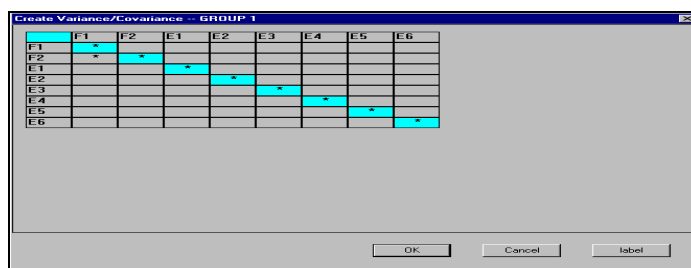 Create Variance/Covariance -- GROUP 1
F1 F2 E1 E2 E3 E4 E5 E6
F1 *
F2 * *
E1 *
E2 *
E3 *
E4 *
E5 *
E6 *
OK Cancel label